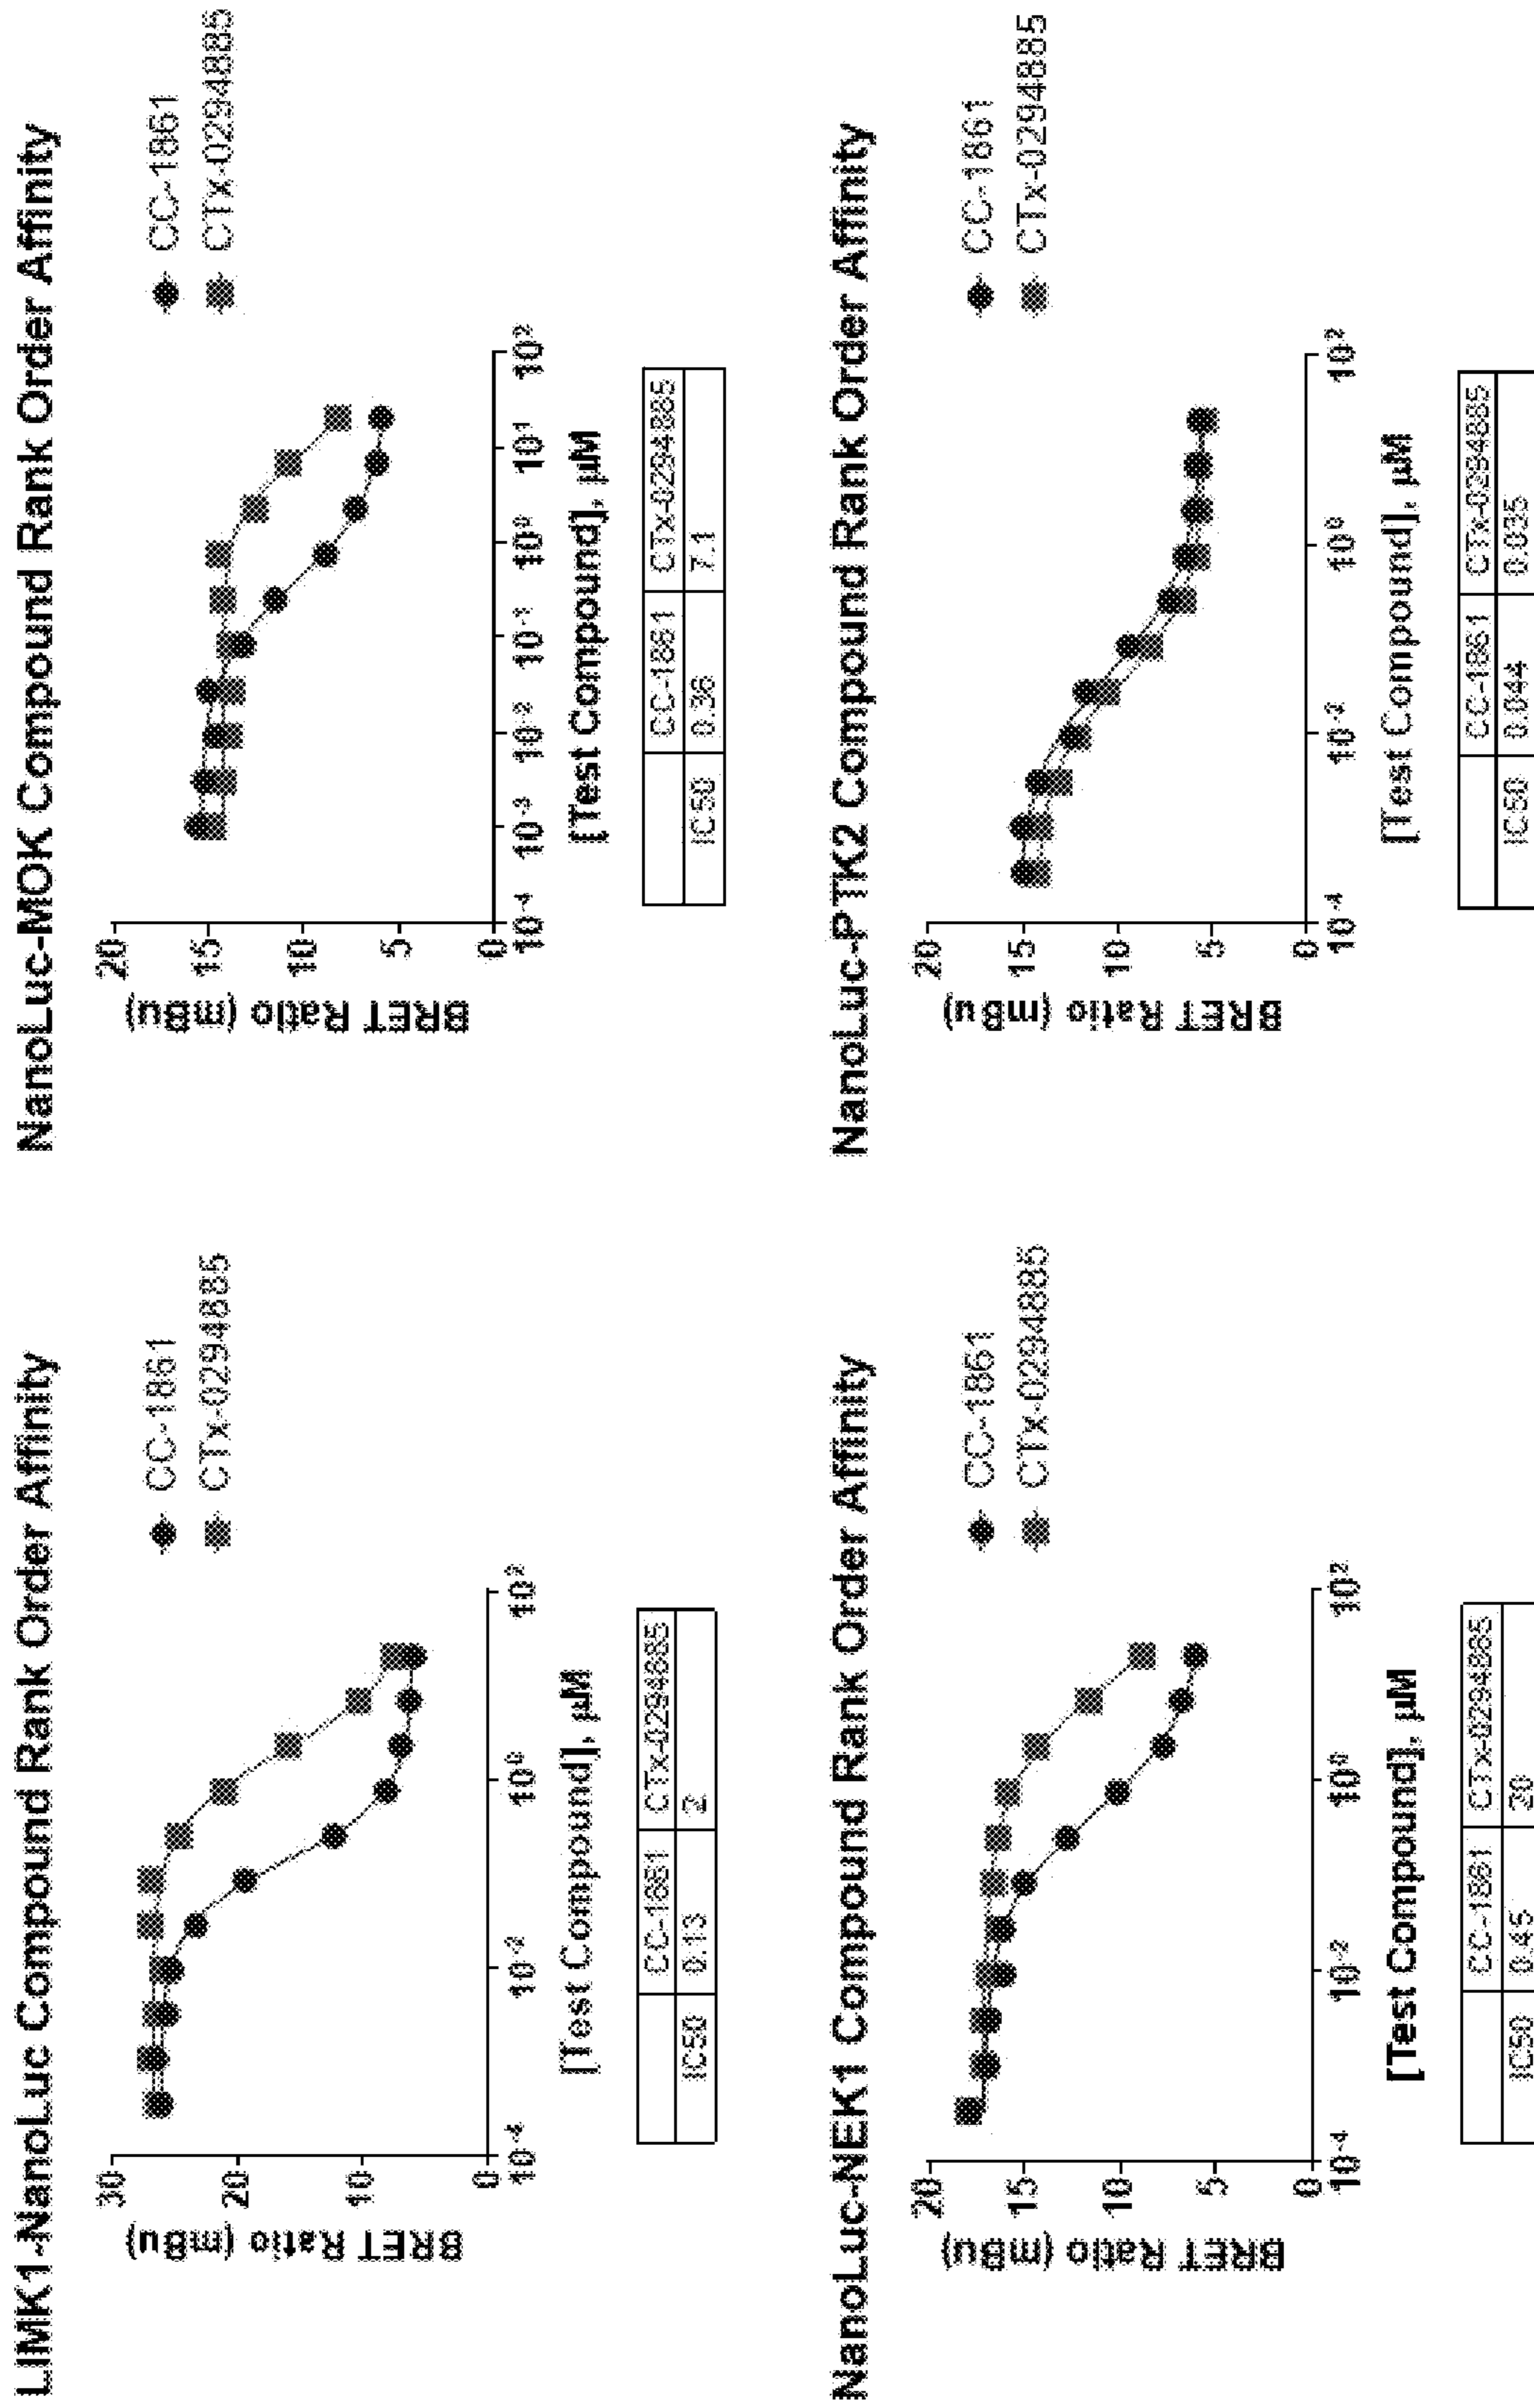 LIMK1-NanoLuc Compound Rank Order Affinity
BRET Ratio (mBu)
30
20
10
0
10-4
10-2
100
102
[Test Compound], µM
CC-1861
CTx-0294885
CC-1861 CTx-0294885
IC50 0.13 2
NanoLuc-MOK Compound Rank Order Affinity
BRET Ratio (mBu)
20
15
10
5
0
10-4
10-3
10-2
10-1
100
101
102
[Test Compound], µM
CC-1861
CTx-0294885
CC-1861 CTx-0294885
IC50 0.36 7.1
NanoLuc-NEK1 Compound Rank Order Affinity
BRET Ratio (mBu)
20
15
10
5
0
10-4
10-2
100
102
[Test Compound], µM
CC-1861
CTx-0294885
CC-1861 CTx-0294885
IC50 0.45
NanoLuc-PTK2 Compound Rank Order Affinity
BRET Ratio (mBu)
20
15
10
5
0
10-4
10-2
100
102
[Test Compound], µM
CC-1861
CTx-0294885
CC-1861 CTx-0294885
IC50 0.044 0.035